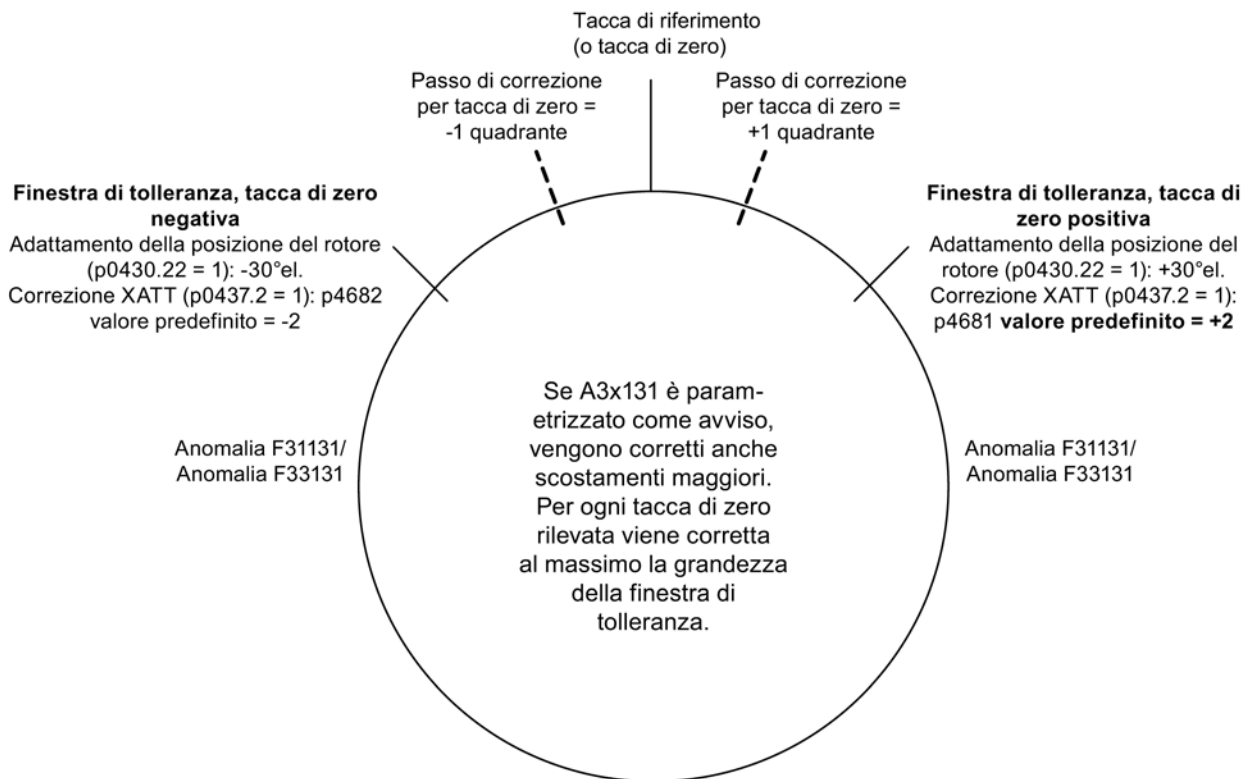 Tacca di riferimento
(o tacca di zero)
Passo di correzione
per tacca di zero =
-1 quadrante
Passo di correzione
per tacca di zero =
+1 quadrante
Finestra di tolleranza, tacca di zero
negativa
Adattamento della posizione del rotore
(p0430.22 = 1): -30°el.
Correzione XATT (p0437.2 = 1): p4682
valore predefinito = -2
Finestra di tolleranza, tacca di
zero positiva
Adattamento della posizione del
rotore (p0430.22 = 1): +30°el.
Correzione XATT (p0437.2 = 1):
p4681 valore predefinito = +2
Anomalia F31131/
Anomalia F33131
Se A3x131 è param-
etrizzato come avviso,
vengono corretti anche
scostamenti maggiori.
Per ogni tacca di zero
rilevata viene corretta
al massimo la grandezza
della finestra di
tolleranza.
Anomalia F31131/
Anomalia F33131